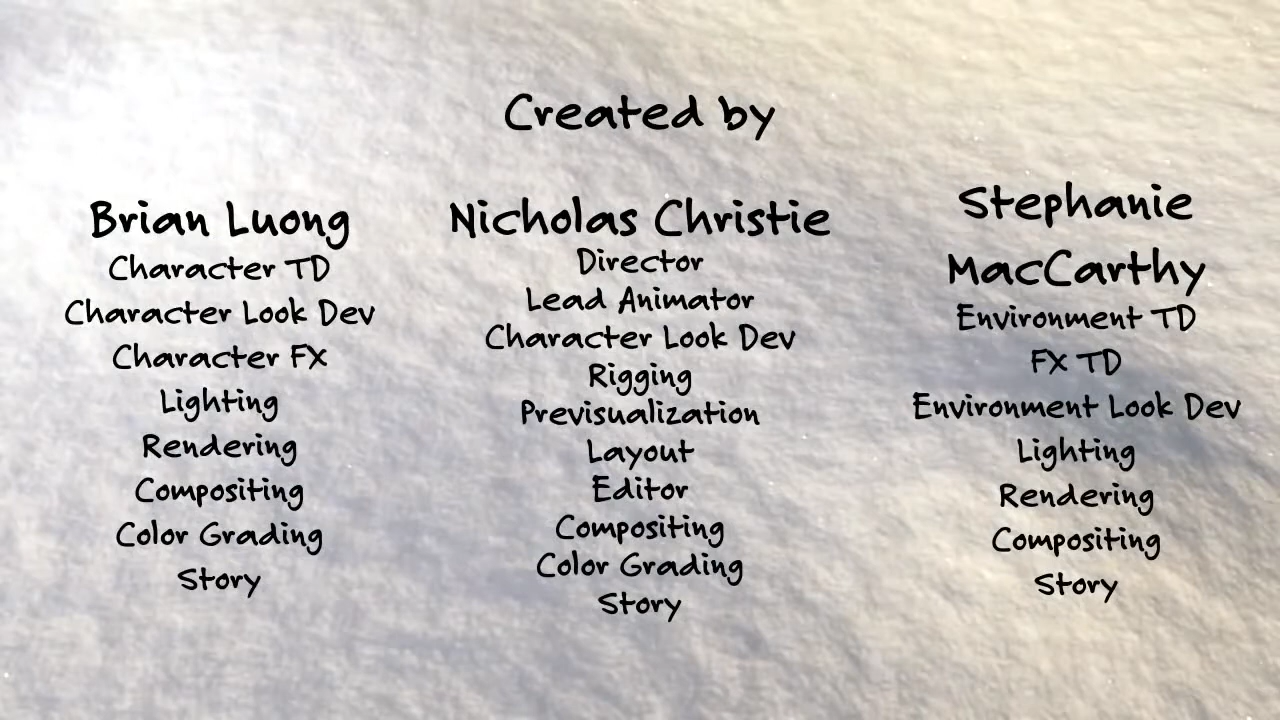 Created by
Brian Luong
Character TD
Character Look Dev
Character FX
Lighting
Rendering
Compositing
Color Grading
Story
Nicholas Christie
Director
Lead Animator
Character Look Dev
Rigging
Previsualization
Layout
Editor
Compositing
Color Grading
Story
Stephanie
MacCarthy
Environment TD
FX TD
Environment Look Dev
Lighting
Rendering
Compositing
Story